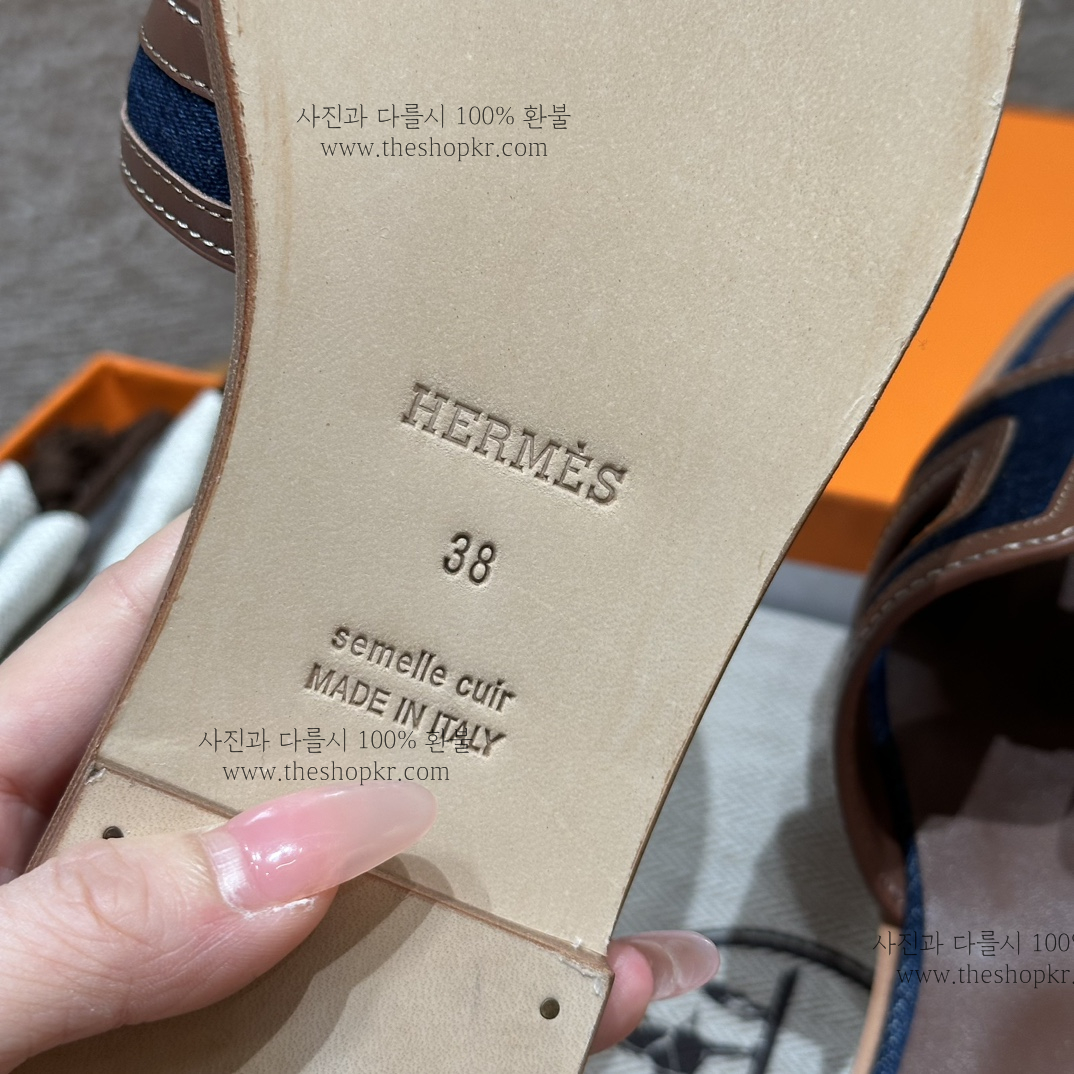 사진과 다를시 100% 환불
www.theshopkr.com
HERMÈS
38
semelle cuir
MADE IN ITALY
사진과 다를시 100% 환불
www.theshopkr.com
사진과 다를시 100
www.theshopkr.